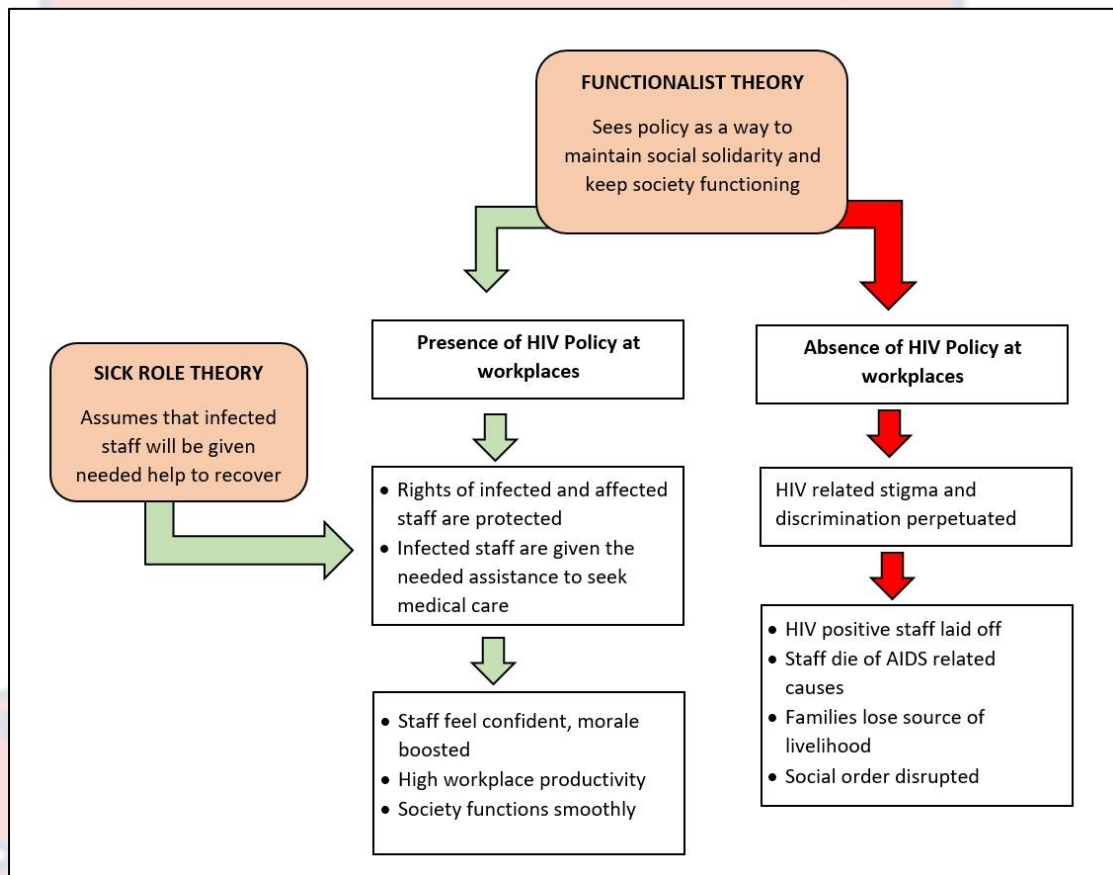 FUNCTIONALIST THEORY
Sees policy as a way to
maintain social solidarity and
keep society functioning
SICK ROLE THEORY
Assumes that infected
staff will be given
needed help to recover
Presence of HIV Policy at
workplaces
• Rights of infected and affected
staff are protected
• Infected staff are given the
needed assistance to seek
medical care
• Staff feel confident, morale
boosted
• High workplace productivity
• Society functions smoothly
Absence of HIV Policy at
workplaces
HIV related stigma and
discrimination perpetuated
• HIV positive staff laid off
• Staff die of AIDS related
causes
• Families lose source of
livelihood
• Social order disrupted